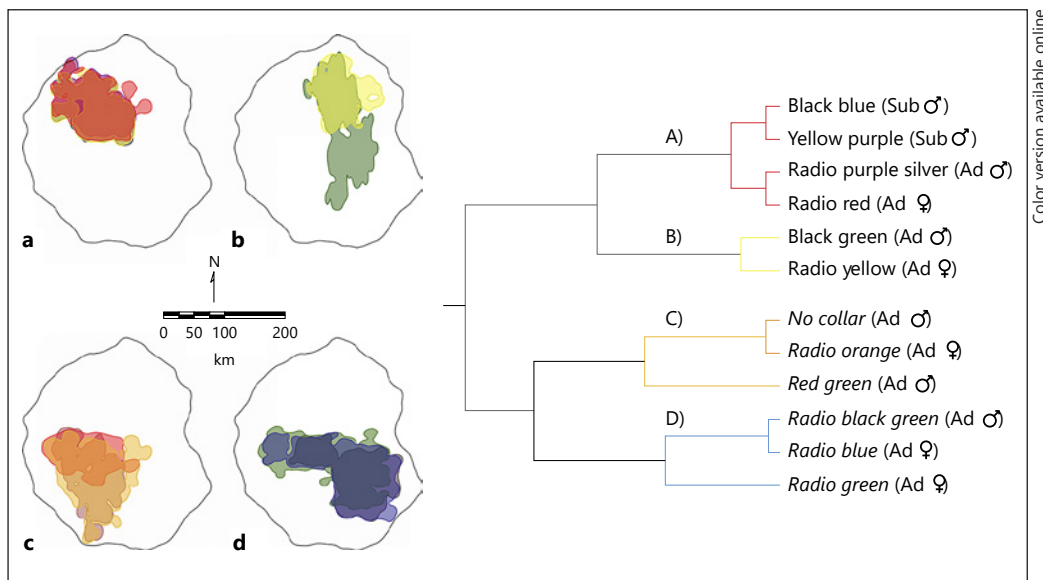 Color version available online
a
b
N
0 25 50 75 100 200
km
c
d
A)
Black blue (Sub ♂)
Yellow purple (Sub ♂)
Radio purple silver (Ad ♂)
Radio red (Ad ♀)
B)
Black green (Ad ♂)
Radio yellow (Ad ♀)
C)
No collar (Ad ♂)
Radio orange (Ad ♀)
Red green (Ad ♂)
D)
Radio black green (Ad ♂)
Radio blue (Ad ♀)
Radio green (Ad ♀)